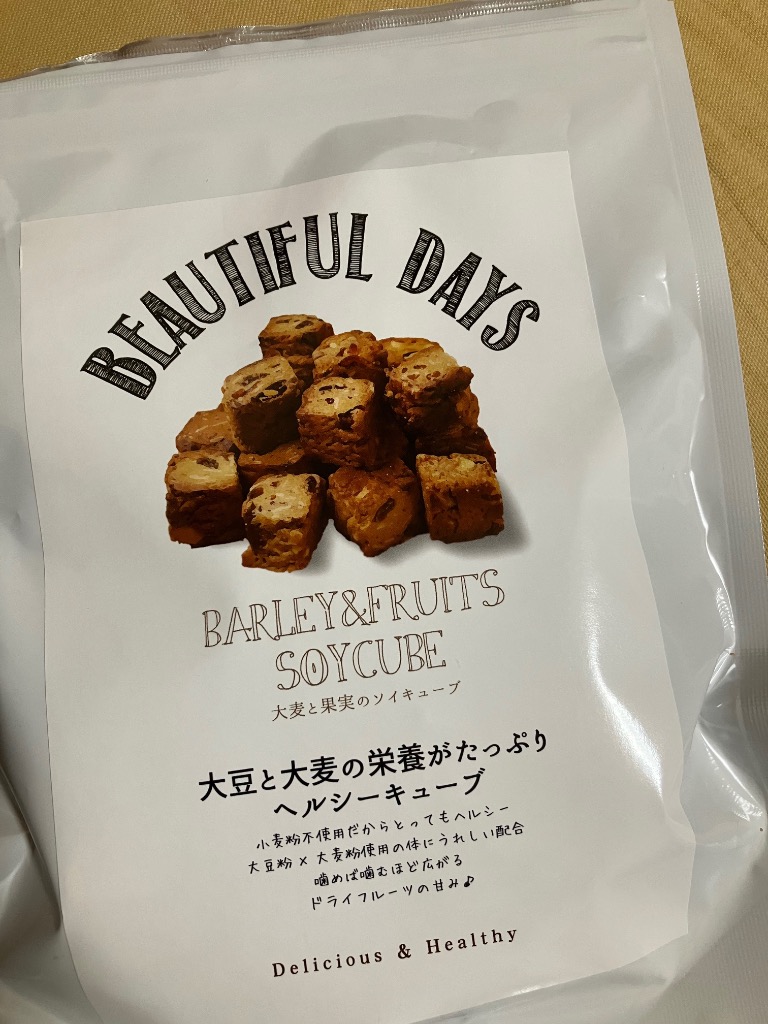 BEAUTIFUL DAYS
BARLEY&FRUITS
SOYCUBE
大麦と果実のソイキューブ
大豆と大麦の栄養がたっぷり
ヘルシーキューブ
小麦粉不使用だからとってもヘルシー
大豆粉×大麦粉使用の体にうれしい配合
噛めば噛むほど広がる
ドライフルーツの甘み♪
Delicious & Healthy